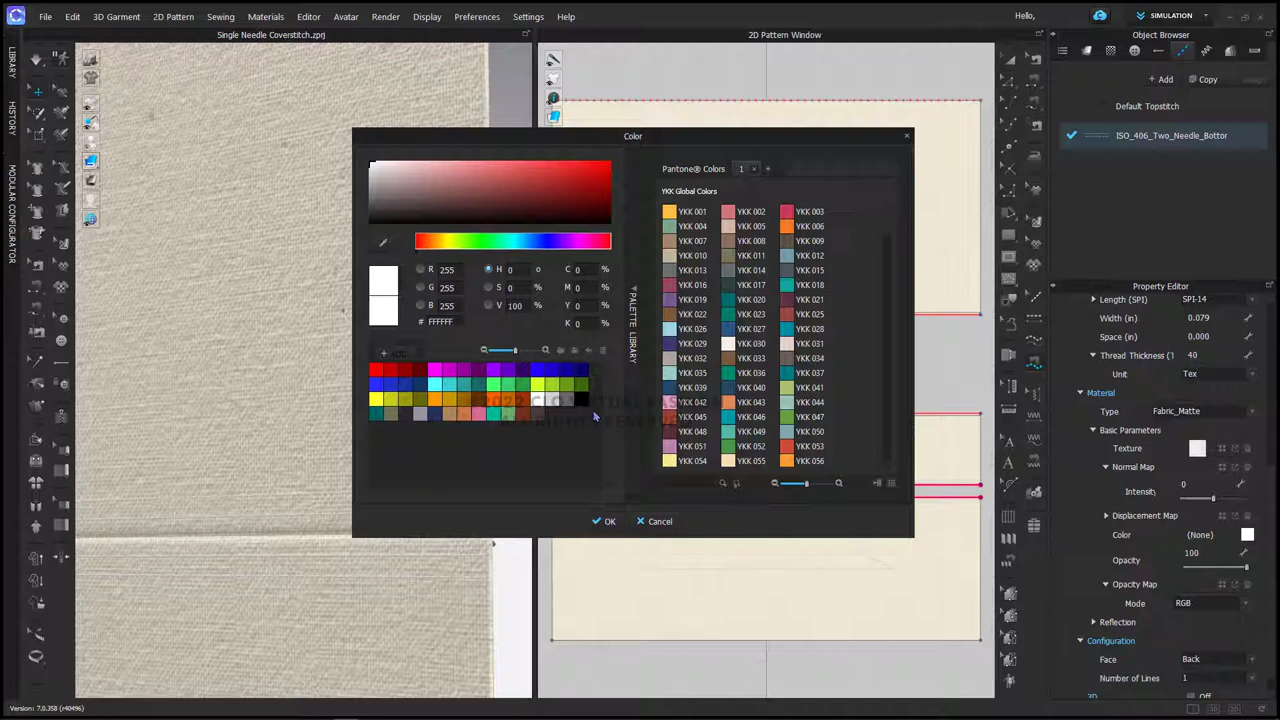 File Edit 3D Garment 2D Pattern Sewing Materials Editor Avatar Render Display Preferences Settings Help Hello, SIMULATION
Single Needle Coverstitch.zprj 2D Pattern Window Object Browser
LIBRARY
HISTORY
MODULAR CONFIGURATOR
Color
Pantone® Colors 1
YKK Global Colors
YKK 001 YKK 002 YKK 003
YKK 004 YKK 005 YKK 006
YKK 007 YKK 008 YKK 009
YKK 010 YKK 011 YKK 012
YKK 013 YKK 014 YKK 015
YKK 016 YKK 017 YKK 018
YKK 019 YKK 020 YKK 021
YKK 022 YKK 024 YKK 025
YKK 026 YKK 027 YKK 028
YKK 029 YKK 030 YKK 031
YKK 032 YKK 033 YKK 034
YKK 035 YKK 036 YKK 037
YKK 039 YKK 040 YKK 041
YKK 042 YKK 043 YKK 044
YKK 045 YKK 046 YKK 047
YKK 048 YKK 049 YKK 050
YKK 051 YKK 052 YKK 053
YKK 054 YKK 055 YKK 056
R 255 H 0 o C 0 %
G 255 S 0 % M 0 %
B 255 V 100 % Y 0 %
# FFFFFF K 0 %
+ ADD
PALETTE LIBRARY
OK Cancel
+ Add Copy
Default Topstitch
ISO_406_Two_Needle_Bottor
Property Editor
Length (SPI) SPI-14
Width (in) 0.079
Space (in) 0.000
Thread Thickness (T 40
Unit Tex
Material
Type Fabric_Matte
Basic Parameters
Texture
Normal Map
Intensity 0
Displacement Map
Color (None)
Opacity 100
Opacity Map
Mode RGB
Reflection
Configuration
Face Back
Number of Lines 1
3D Off
Version: 7.0.358 (r40496) 3D 2D